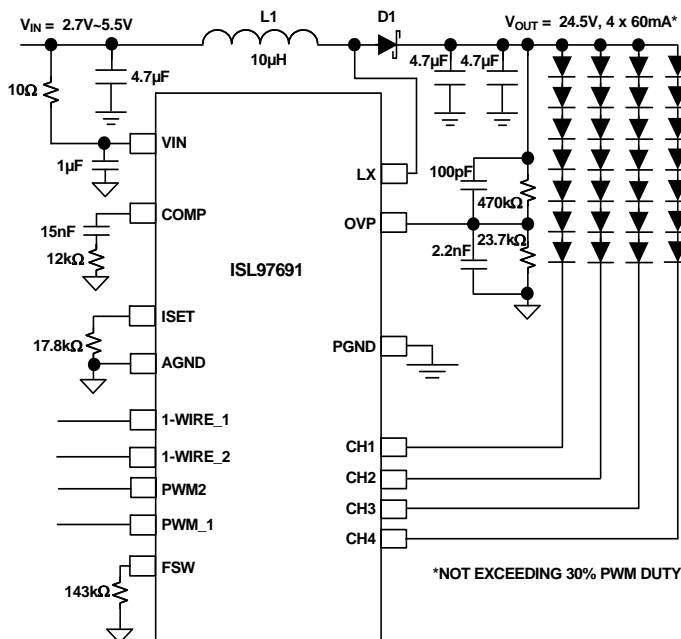 VIN = 2.7V~5.5V
L1
D1
VOUT = 24.5V, 4 x 60mA*
10Ω
4.7µF
10µH
4.7µF
4.7µF
1µF
VIN
LX
100pF
470kΩ
COMP
OVP
15nF
12kΩ
2.2nF
23.7kΩ
ISL97691
ISET
17.8kΩ
AGND
PGND
1-WIRE_1
1-WIRE_2
PWM2
PWM_1
CH1
CH2
CH3
CH4
FSW
143kΩ
*NOT EXCEEDING 30% PWM DUTY